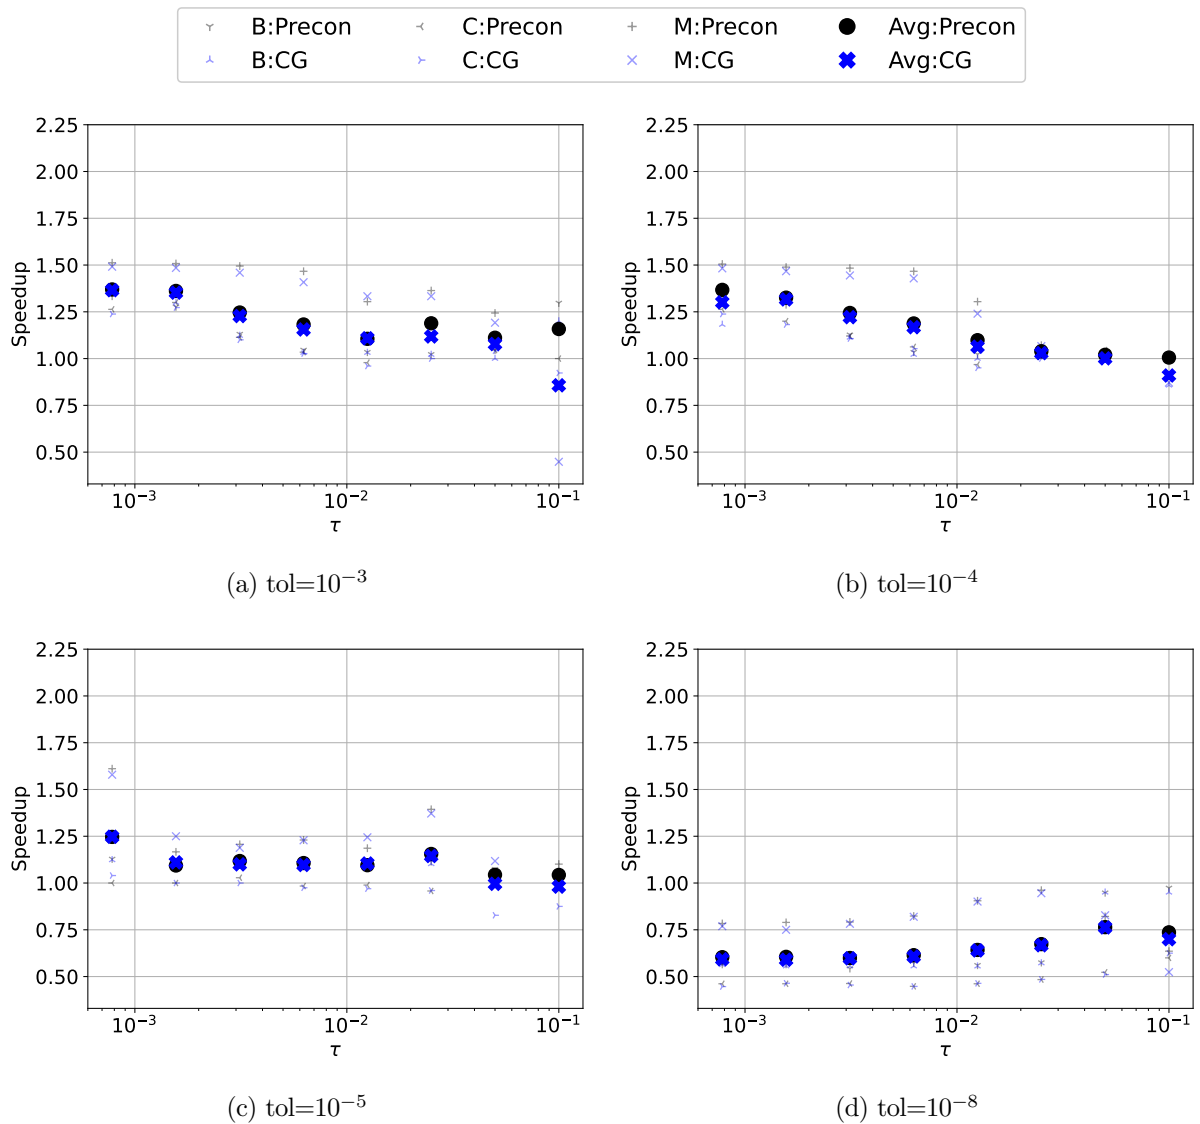 B:Precon C:Precon M:Precon Avg:Precon
B:CG C:CG M:CG Avg:CG
2.25
2.00
1.75
1.50
1.25
1.00
0.75
0.50
Speedup
10⁻³ 10⁻² 10⁻¹
τ
(a) tol=10⁻³
2.25
2.00
1.75
1.50
1.25
1.00
0.75
0.50
Speedup
10⁻³ 10⁻² 10⁻¹
τ
(b) tol=10⁻⁴
2.25
2.00
1.75
1.50
1.25
1.00
0.75
0.50
Speedup
10⁻³ 10⁻² 10⁻¹
τ
(c) tol=10⁻⁵
2.25
2.00
1.75
1.50
1.25
1.00
0.75
0.50
Speedup
10⁻³ 10⁻² 10⁻¹
τ
(d) tol=10⁻⁸